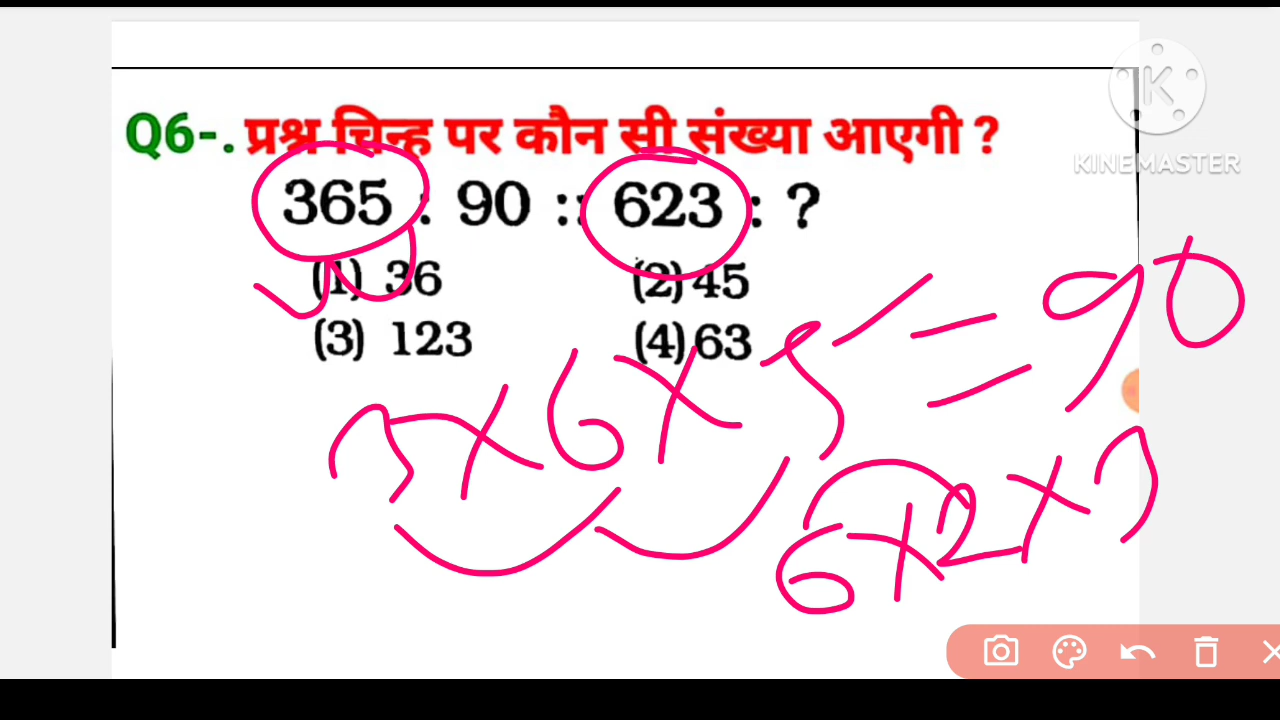 Q6-. प्रश्न चिन्ह पर कौन सी संख्या आएगी ?
365 : 90 :: 623 : ?
(1) 36 (2) 45
(3) 123 (4) 63
3 x 6 x 5 = 90
6 x 2 x 3
K
KINEMASTER